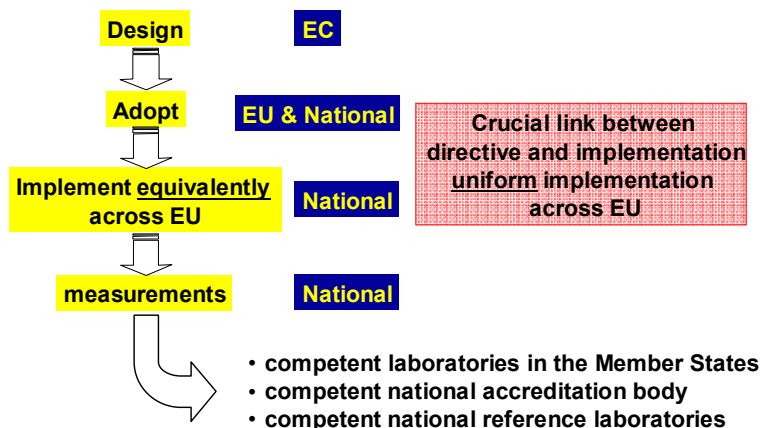 Design
EC
Adopt
EU & National
Crucial link between
directive and implementation
uniform implementation
across EU
Implement equivalently
across EU
National
measurements
National
• competent laboratories in the Member States
• competent national accreditation body
• competent national reference laboratories